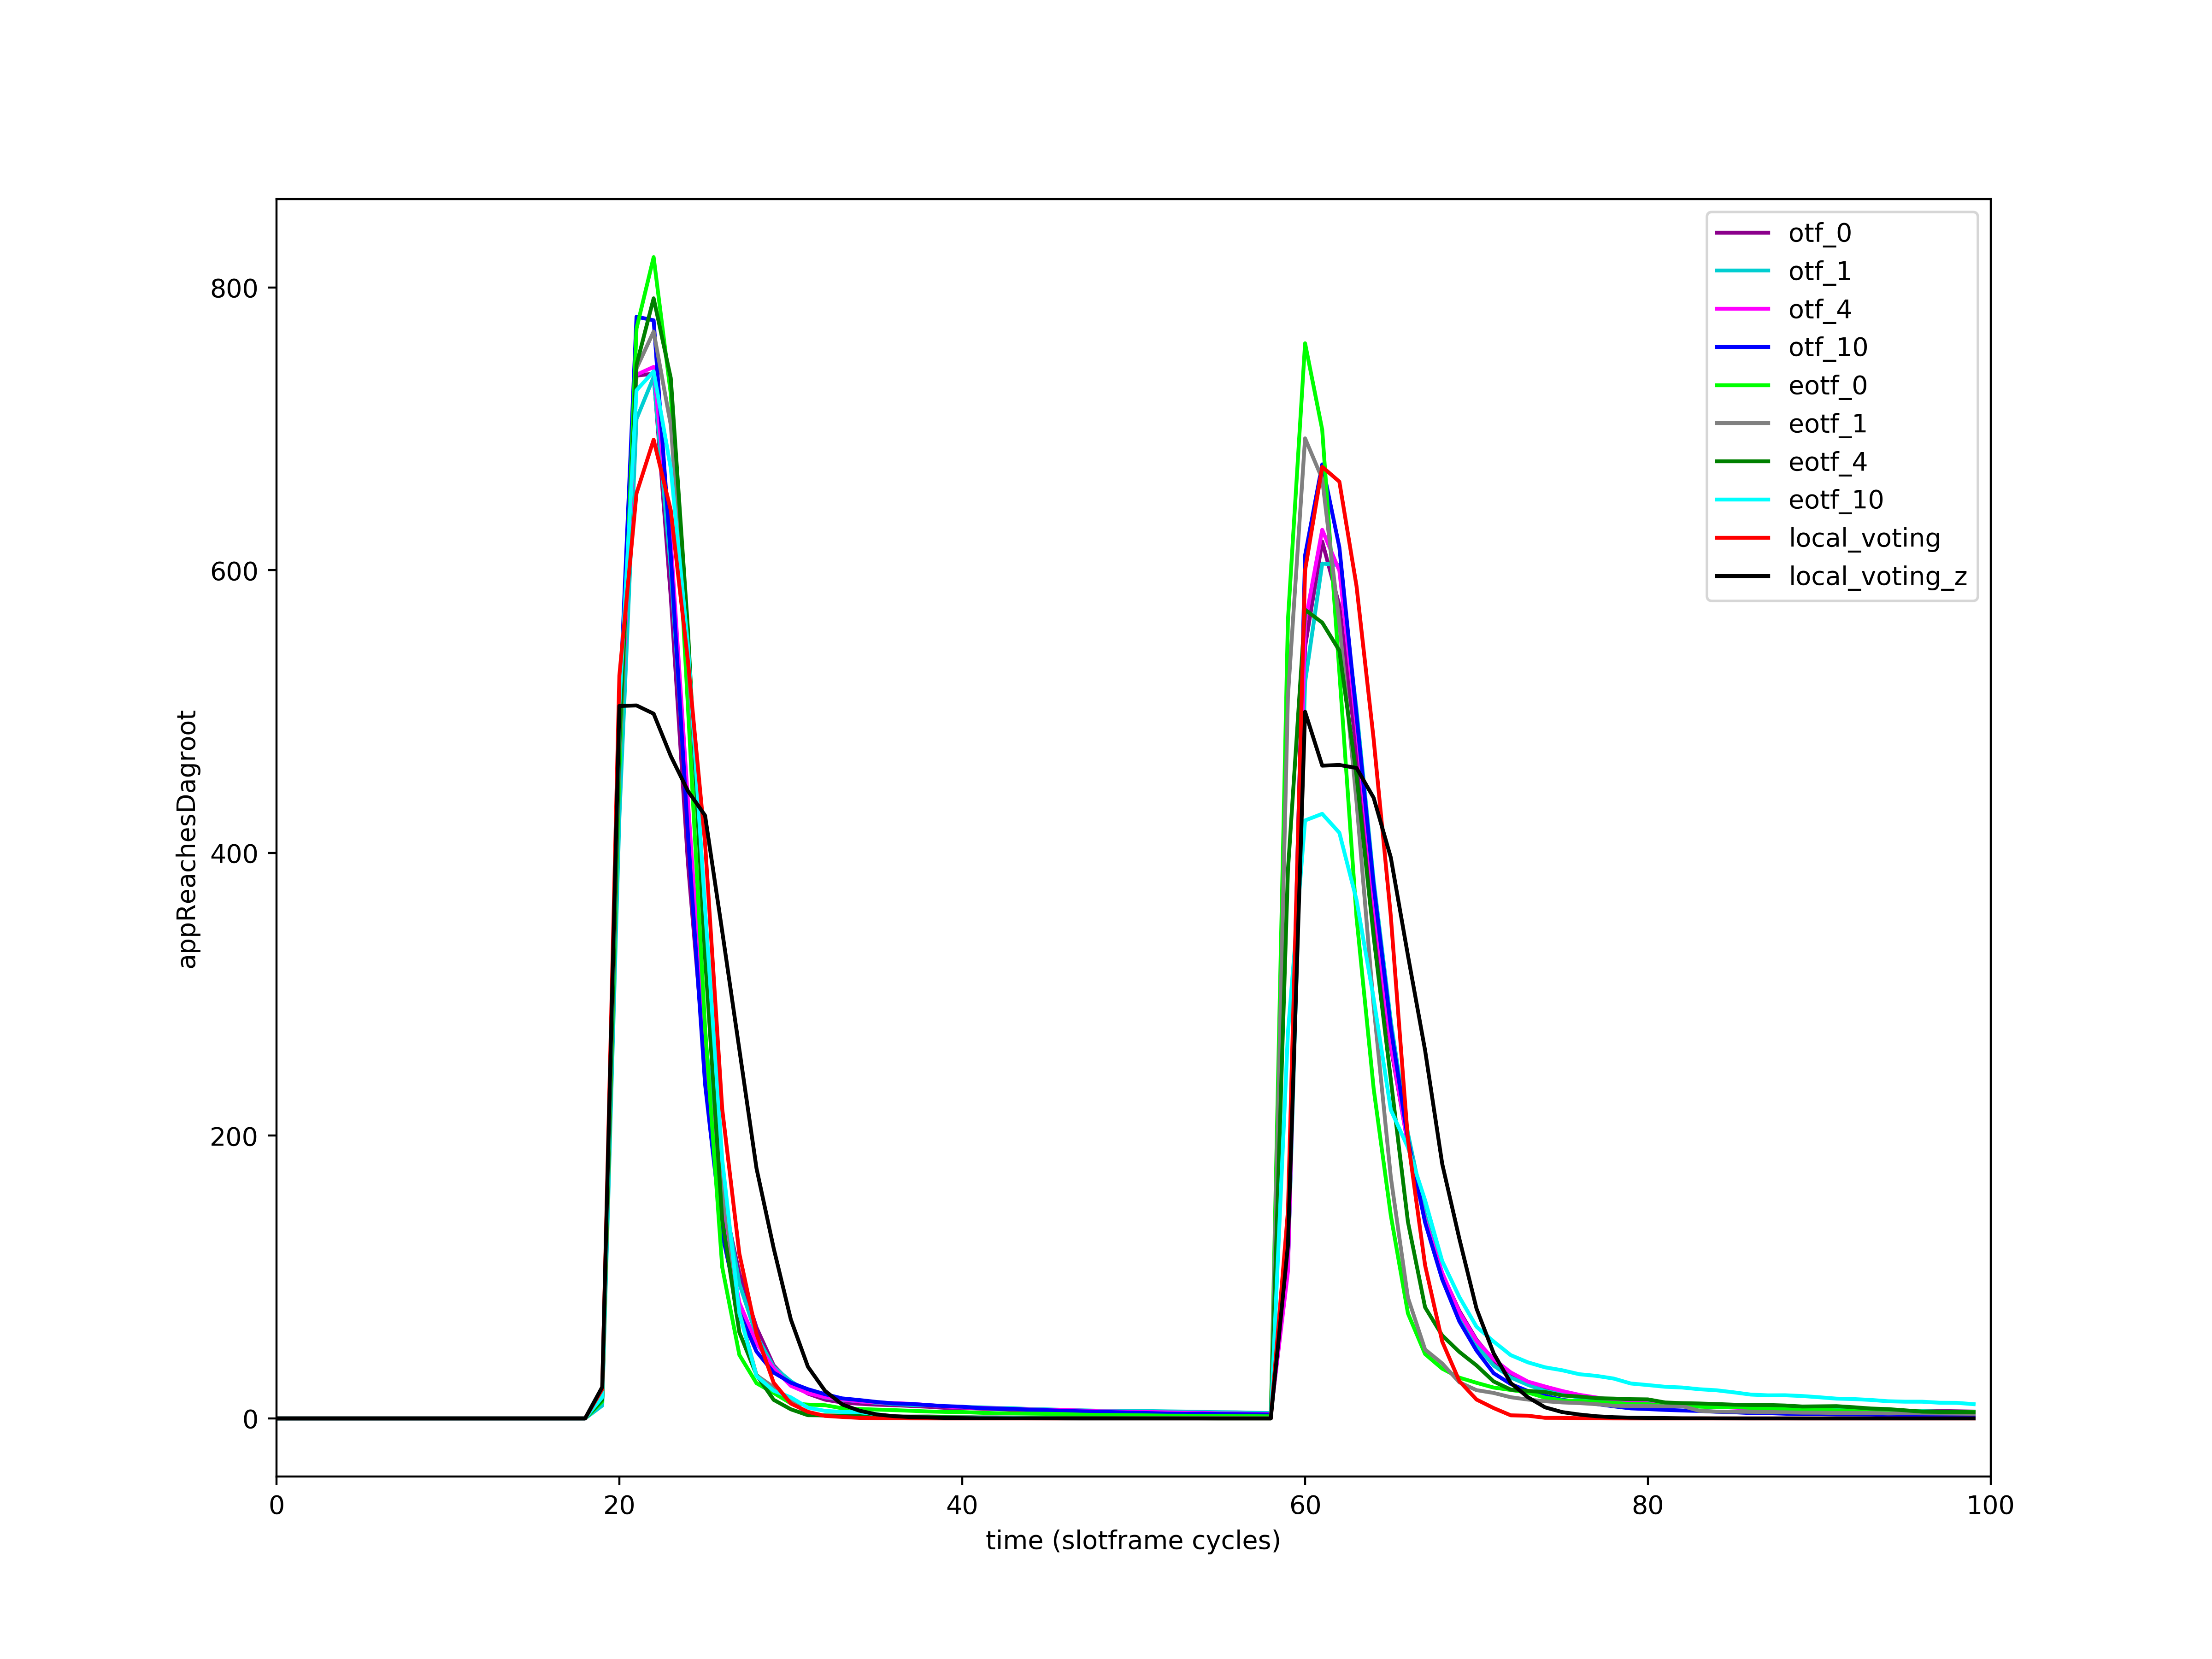 800
600
400
200
0
appReachesDagroot
0 20 40 60 80 100
time (slotframe cycles)
otf_0
otf_1
otf_4
otf_10
eotf_0
eotf_1
eotf_4
eotf_10
local_voting
local_voting_z